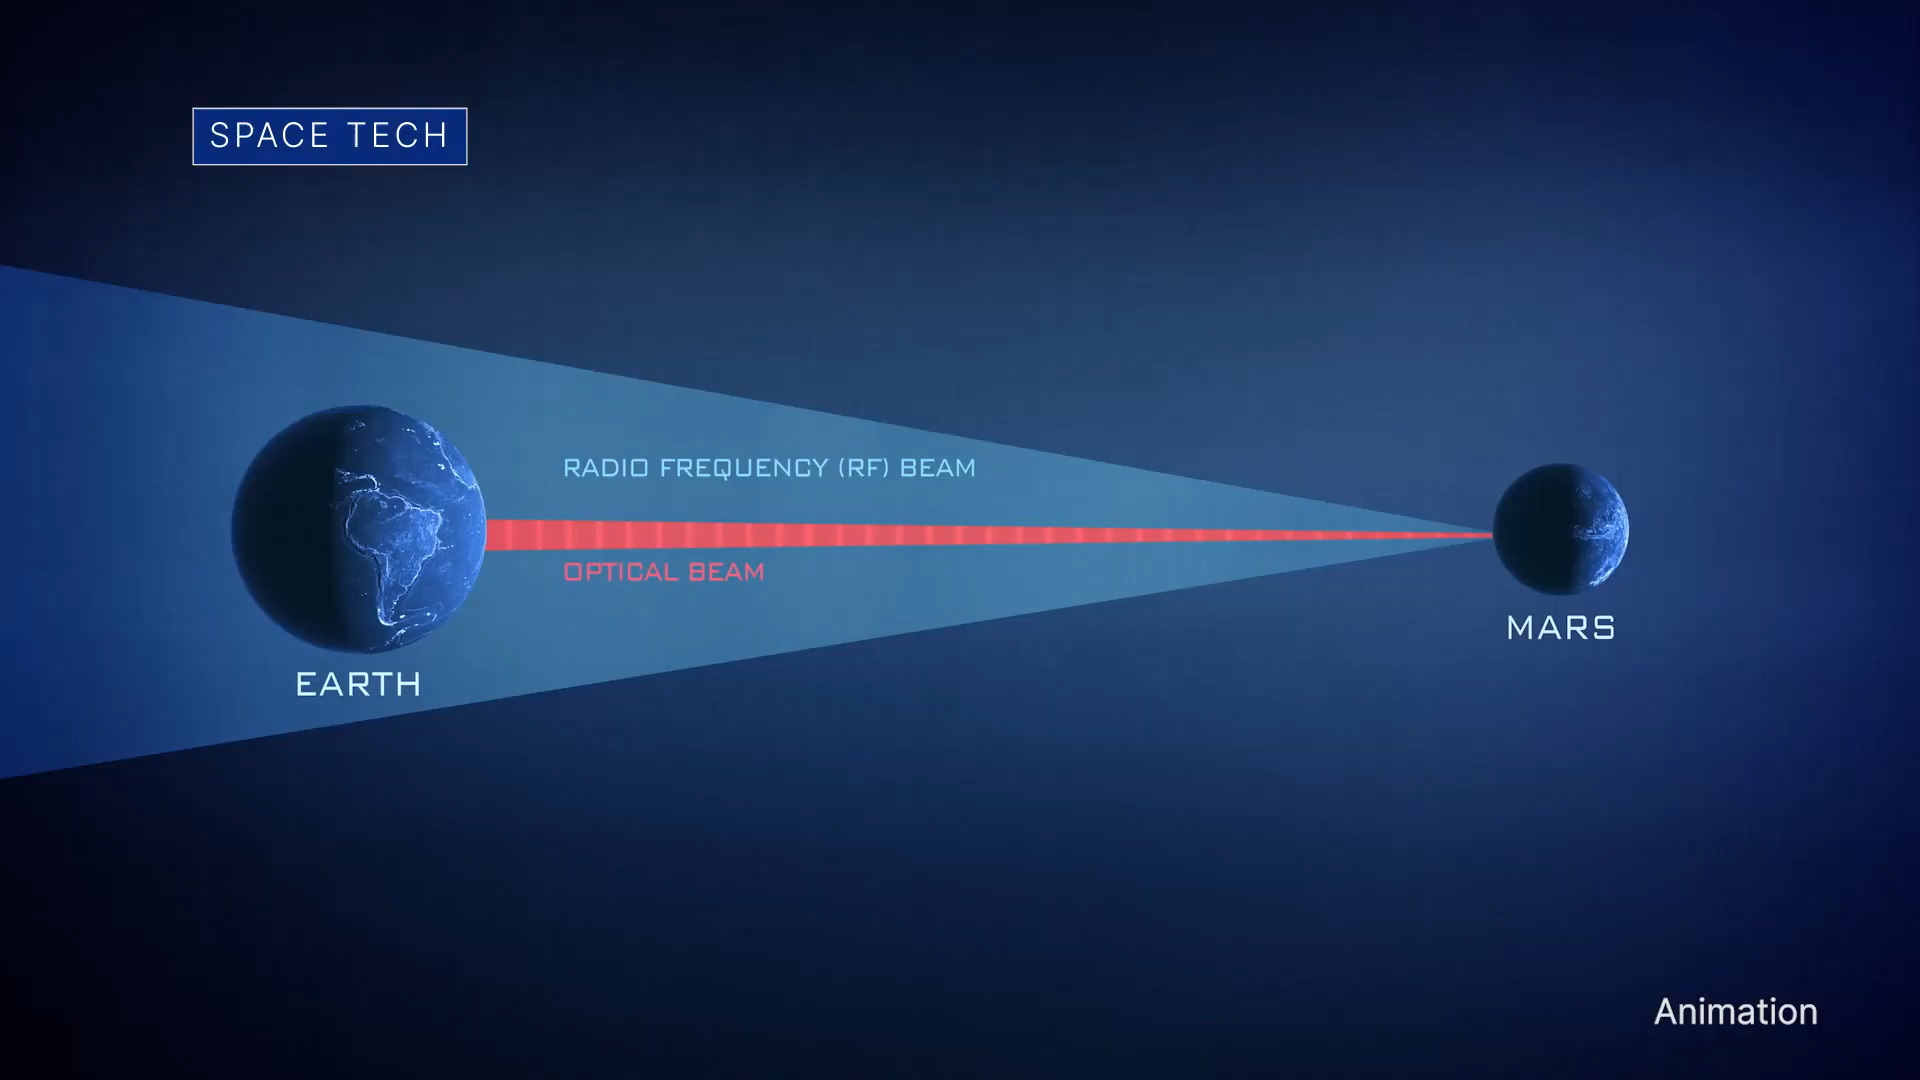 SPACE TECH
RADIO FREQUENCY (RF) BEAM
OPTICAL BEAM
MARS
EARTH
Animation